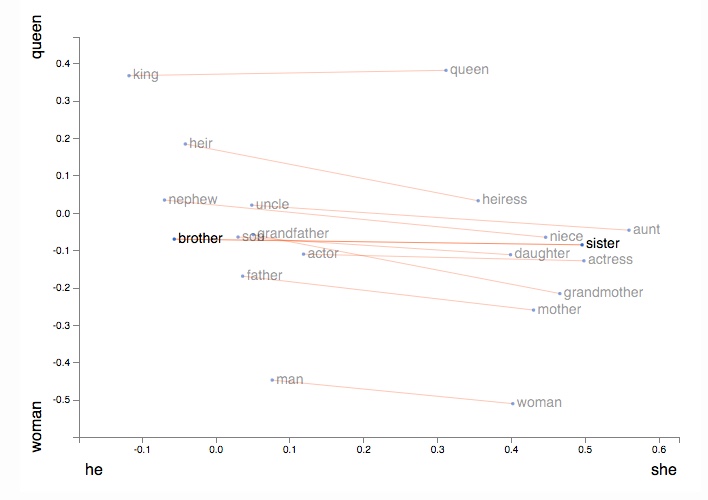 queen
0.4
king
queen
0.3
0.2
heir
0.1
nephew
uncle
heiress
0.0
brother
son
grandfather
niece
sister
aunt
-0.1
actor
daughter
actress
father
-0.2
grandmother
mother
-0.3
-0.4
man
woman
-0.5
woman
-0.1 0.0 0.1 0.2 0.3 0.4 0.5 0.6
he she